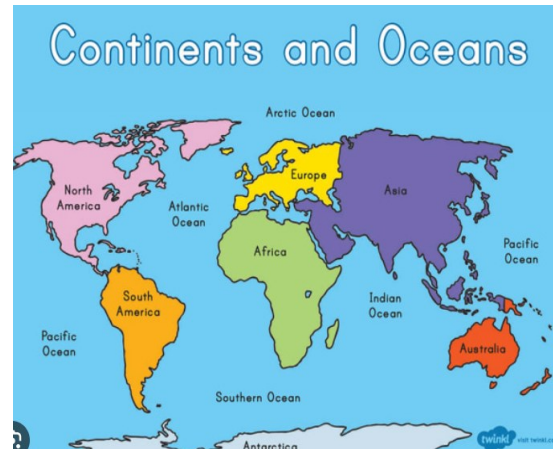 Continents and Oceans
Arctic Ocean
North
America
Atlantic
Ocean
Europe
Asia
Africa
Pacific
Ocean
South
America
Indian
Ocean
Pacific
Ocean
Australia
Southern Ocean
Antarctica
twinkl